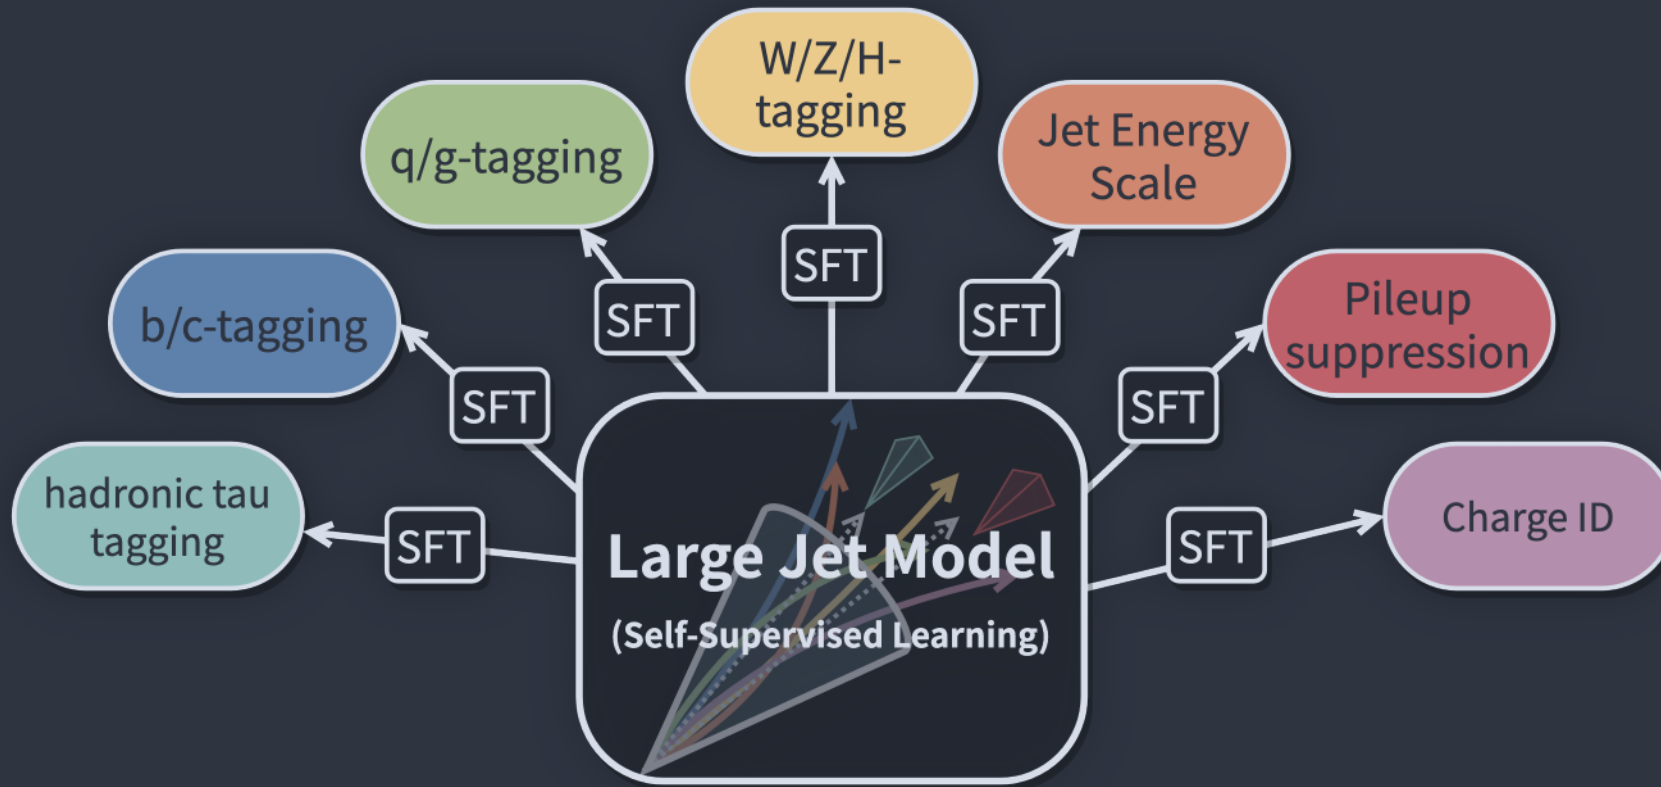 W/Z/H-
tagging
q/g-tagging
Jet Energy
Scale
SFT
b/c-tagging
SFT
SFT
Pileup
suppression
SFT
SFT
hadronic tau
tagging
SFT
SFT
Charge ID
Large Jet Model
(Self-Supervised Learning)